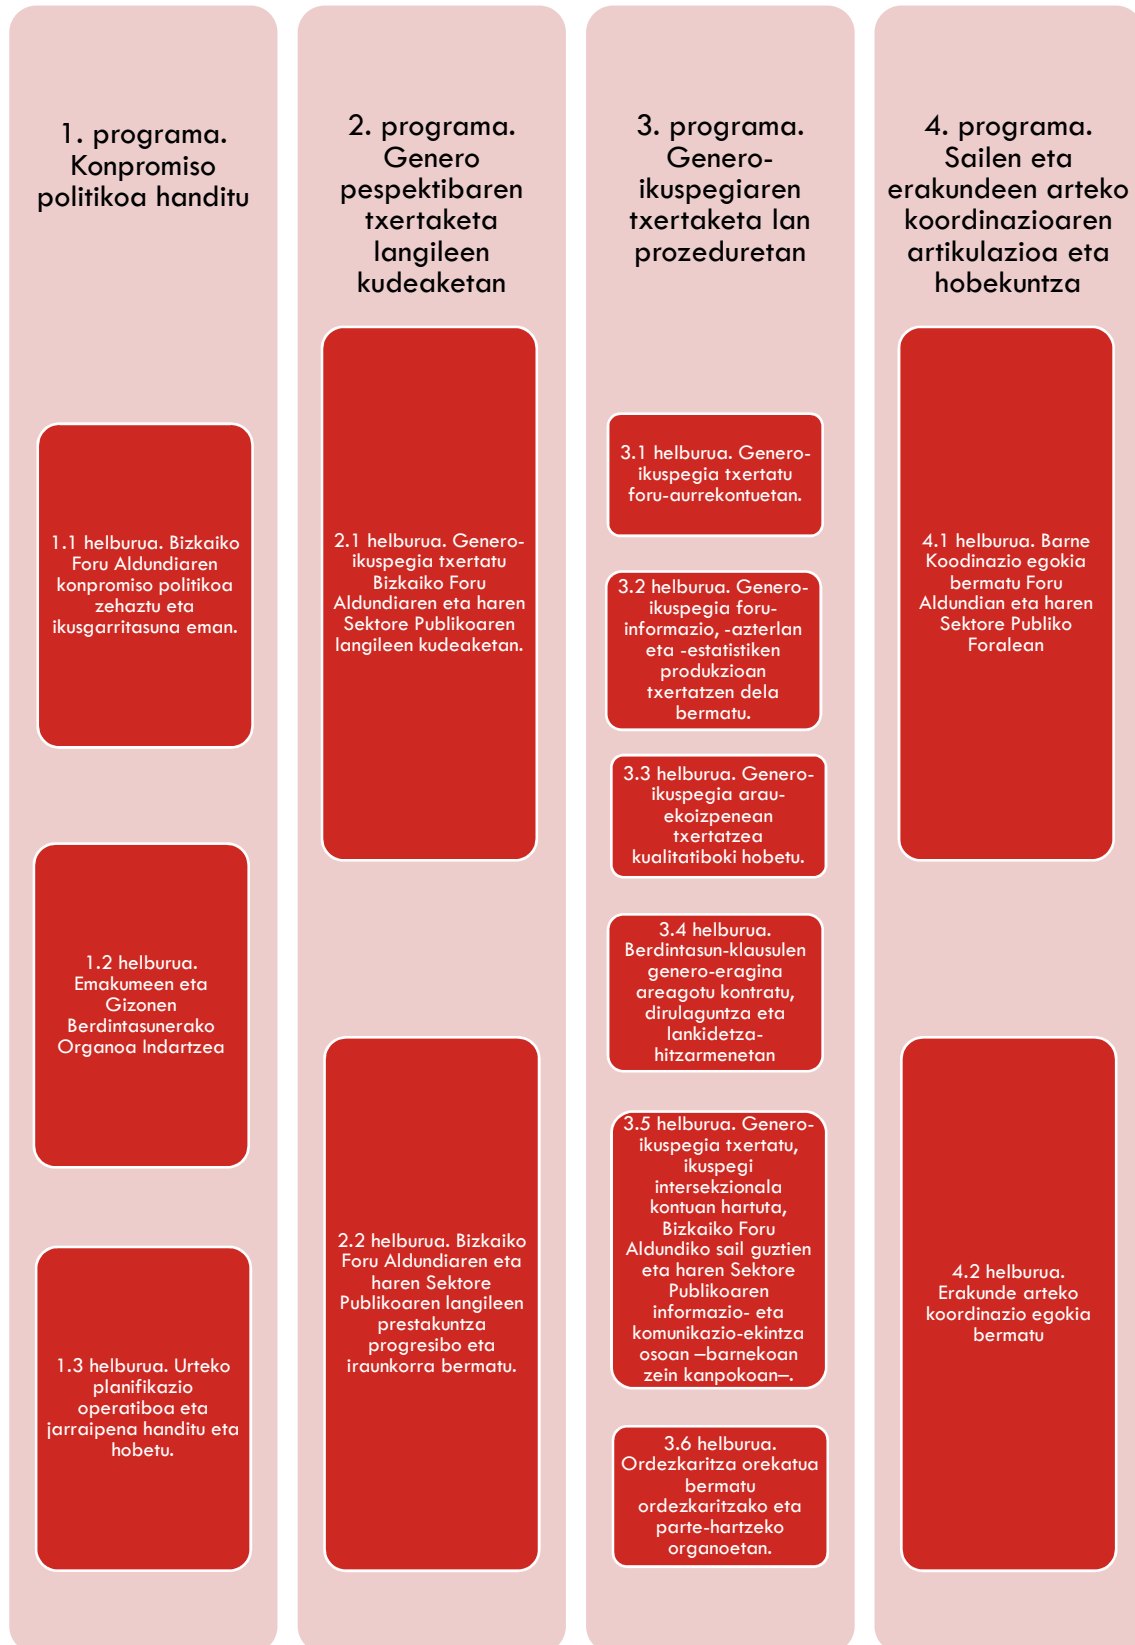 1. programa.
Konpromiso
politikoa handitu
1.1 helburua. Bizkaiko
Foru Aldundiaren
konpromiso politikoa
zehaztu eta
ikusgarritasuna eman.
1.2 helburua.
Emakumeen eta
Gizonen
Berdintasunerako
Organoa Indartzea
1.3 helburua. Urteko
planifikazio
operatiboa eta
jarraipena handitu eta
hobetu.
2. programa.
Genero
pespektibaren
txertaketa
langileen
kudeaketan
2.1 helburua. Genero-
ikuspegia txertatu
Bizkaiko Foru
Aldundiaren eta haren
Sektore Publikoaren
langileen kudeaketan.
2.2 helburua. Bizkaiko
Foru Aldundiaren eta
haren Sektore
Publikoaren langileen
prestakuntza
progresibo eta
iraunkorra bermatu.
3. programa.
Genero-
ikuspegiaren
txertaketa lan
prozeduretan
3.1 helburua. Genero-
ikuspegia txertatu
foru-aurrekontuetan.
3.2 helburua. Genero-
ikuspegia foru-
informazio, -azterlan
eta -estatistiken
produkzioan
txertatzen dela
bermatu.
3.3 helburua. Genero-
ikuspegia arau-
ekoizpenean
txertatzea
kualitatiboki hobetu.
3.4 helburua.
Berdintasun-klausulen
genero-eragina
areagotu kontratu,
dirulaguntza eta
lankidetza-
hitzarmenetan
3.5 helburua. Genero-
ikuspegia txertatu,
ikuspegi
intersekzionala
kontuan hartuta,
Bizkaiko Foru
Aldundiko sail guztien
eta haren Sektore
Publikoaren
informazio- eta
komunikazio-ekintza
osoan –barnekoan
zein kanpokoan–.
3.6 helburua.
Ordezkaritza orekatua
bermatu
ordezkaritzako eta
parte-hartzeko
organoetan.
4. programa.
Sailen eta
erakundeen arteko
koordinazioaren
artikulazioa eta
hobekuntza
4.1 helburua. Barne
Koodinazio egokia
bermatu Foru
Aldundian eta haren
Sektore Publiko
Foralean
4.2 helburua.
Erakunde arteko
koordinazio egokia
bermatu